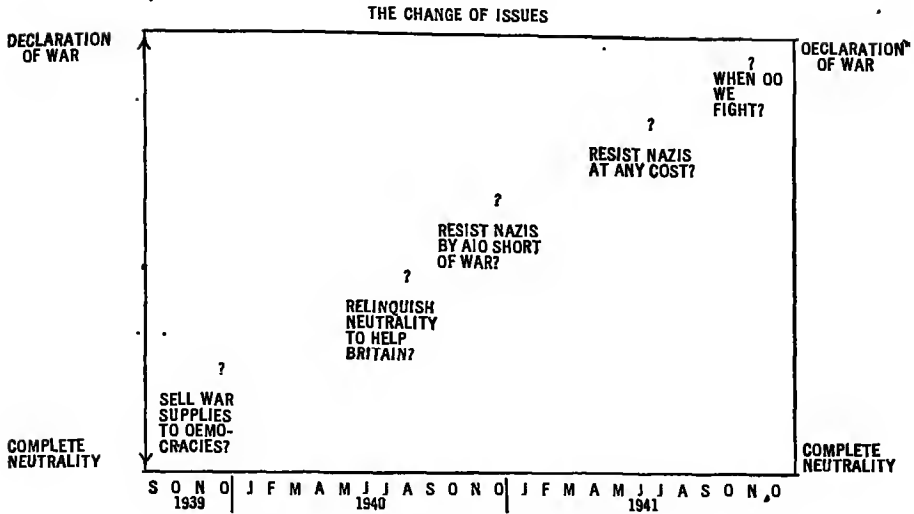 THE CHANGE OF ISSUES
DECLARATION
OF WAR
OECLARATION
OF WAR
?
WHEN OO
WE
FIGHT?
?
RESIST NAZIS
AT ANY COST?
?
RESIST NAZIS
BY AIO SHORT
OF WAR?
?
RELINQUISH
NEUTRALITY
TO HELP
BRITAIN?
?
SELL WAR
SUPPLIES
TO OEMO-
CRACIES?
COMPLETE
NEUTRALITY
COMPLETE
NEUTRALITY
S O N O J F M A M J J A S O N O J F M A M J J A S O N O
1939 1940 1941